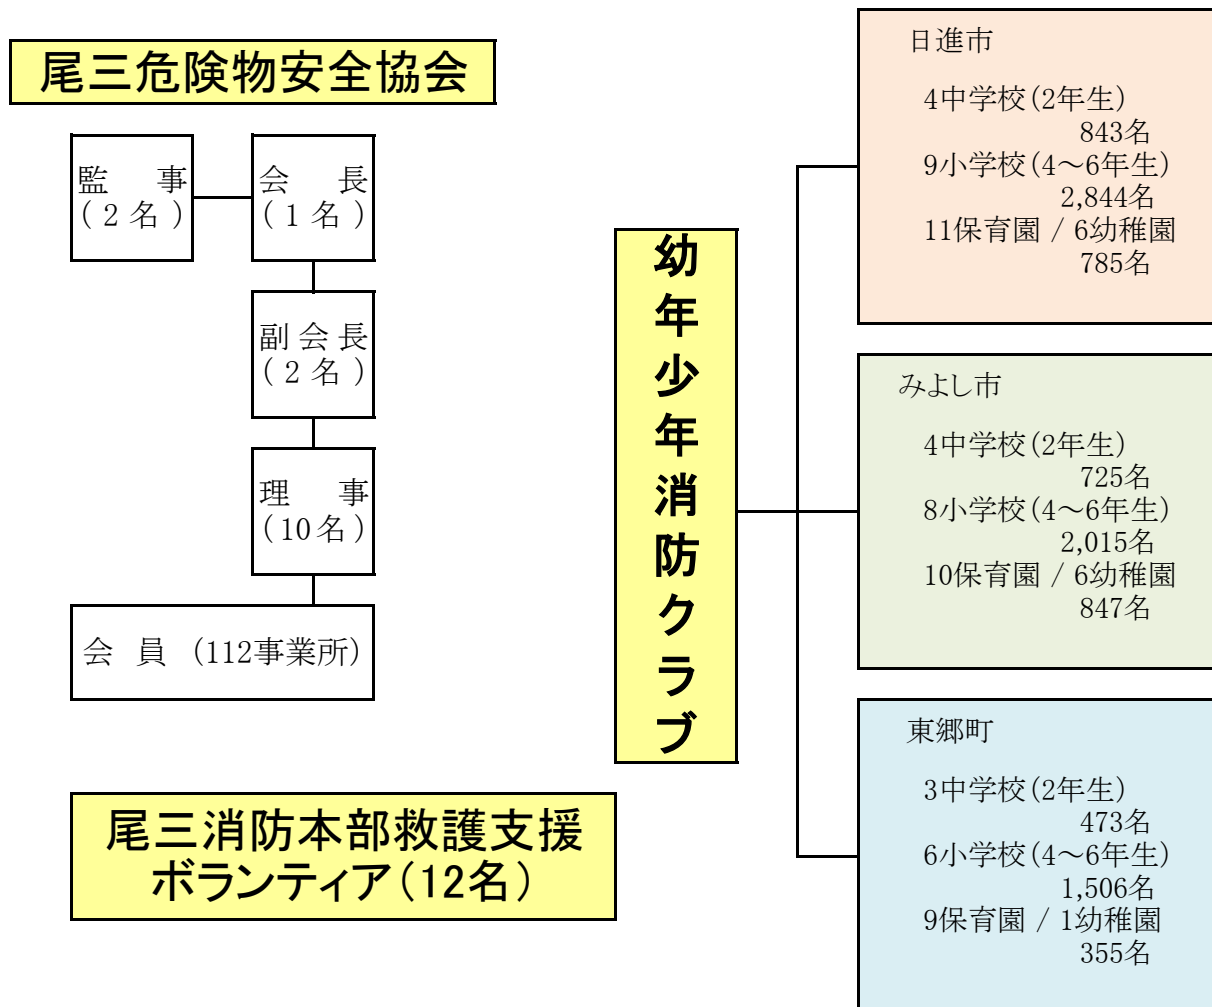 尾三危険物安全協会
監　事
(２名)
会　長
(１名)
副会長
(２名)
理　事
(10名)
会 員 (112事業所)
尾三消防本部救護支援
ボランティア(12名)
幼年少年消防クラブ
日進市
4中学校(2年生)
843名
9小学校(4～6年生)
2,844名
11保育園 / 6幼稚園
785名
みよし市
4中学校(2年生)
725名
8小学校(4～6年生)
2,015名
10保育園 / 6幼稚園
847名
東郷町
3中学校(2年生)
473名
6小学校(4～6年生)
1,506名
9保育園 / 1幼稚園
355名